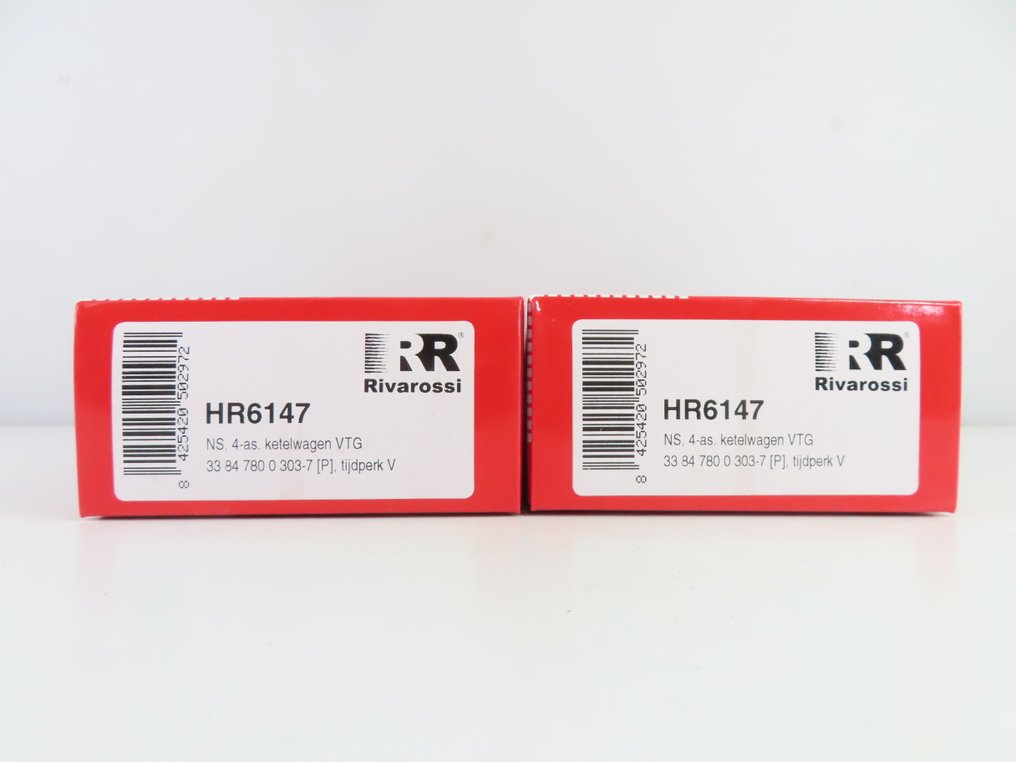 RR®
Rivarossi
HR6147
NS, 4-as. ketelwagen VTG
33 84 780 0 303-7 [P], tijdperk V
8 425420 502972
RR®
Rivarossi
HR6147
NS, 4-as. ketelwagen VTG
33 84 780 0 303-7 [P], tijdperk V
8 425420 502972